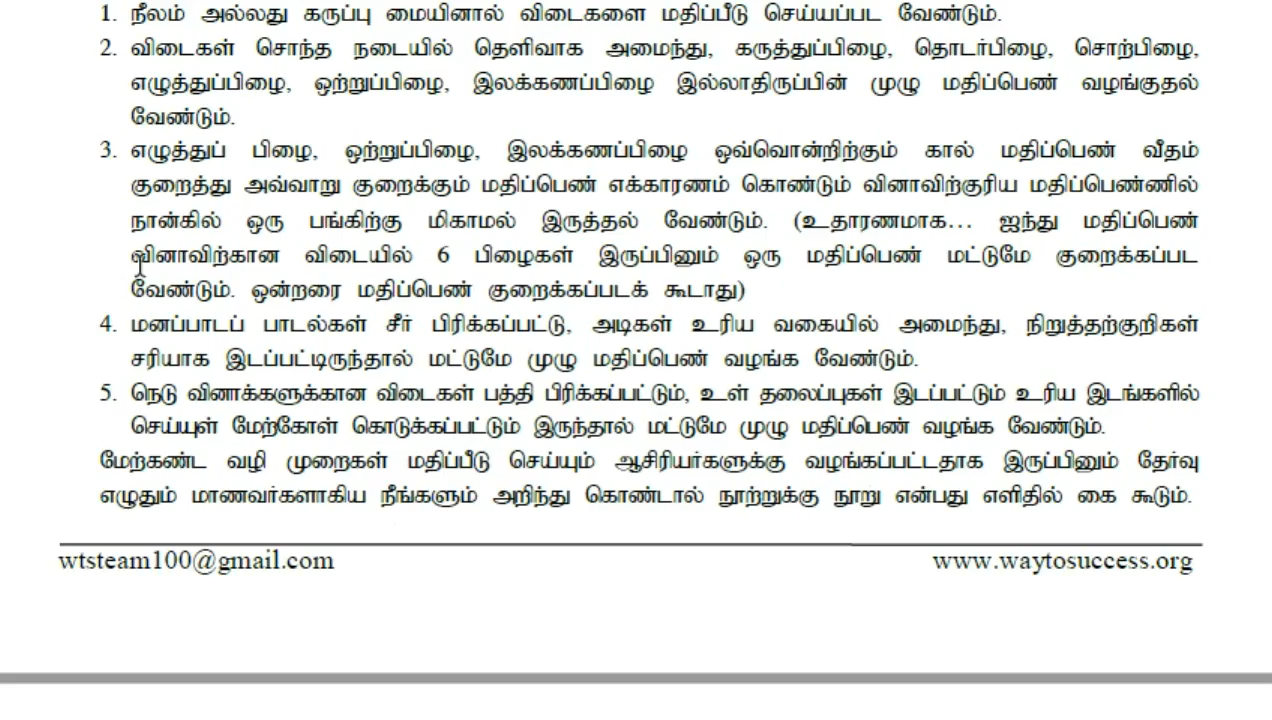 1. நீலம் அல்லது கருப்பு மையினால் விடைகளை மதிப்பீடு செய்யப்பட வேண்டும்.
2. விடைகள் சொந்த நடையில் தெளிவாக அமைந்து, கருத்துப்பிழை, தொடர்பிழை, சொற்பிழை,
எழுத்துப்பிழை, ஒற்றுப்பிழை, இலக்கணப்பிழை இல்லாதிருப்பின் முழு மதிப்பெண் வழங்குதல்
வேண்டும்.
3. எழுத்துப் பிழை, ஒற்றுப்பிழை, இலக்கணப்பிழை ஒவ்வொன்றிற்கும் கால் மதிப்பெண் வீதம்
குறைத்து அவ்வாறு குறைக்கும் மதிப்பெண் எக்காரணம் கொண்டும் வினாவிற்குரிய மதிப்பெண்ணில்
நான்கில் ஒரு பங்கிற்கு மிகாமல் இருத்தல் வேண்டும். (உதாரணமாக... ஐந்து மதிப்பெண்
வினாவிற்கான விடையில் 6 பிழைகள் இருப்பினும் ஒரு மதிப்பெண் மட்டுமே குறைக்கப்பட
வேண்டும். ஒன்றரை மதிப்பெண் குறைக்கப்படக் கூடாது)
4. மனப்பாடப் பாடல்கள் சீர் பிரிக்கப்பட்டு, அடிகள் உரிய வகையில் அமைந்து, நிறுத்தற்குறிகள்
சரியாக இடப்பட்டிருந்தால் மட்டுமே முழு மதிப்பெண் வழங்க வேண்டும்.
5. நெடு வினாக்களுக்கான விடைகள் பத்தி பிரிக்கப்பட்டும், உள் தலைப்புகள் இடப்பட்டும் உரிய இடங்களில்
செய்யுள் மேற்கோள் கொடுக்கப்பட்டும் இருந்தால் மட்டுமே முழு மதிப்பெண் வழங்க வேண்டும்.
மேற்கண்ட வழி முறைகள் மதிப்பீடு செய்யும் ஆசிரியர்களுக்கு வழங்கப்பட்டதாக இருப்பினும் தேர்வு
எழுதும் மாணவர்களாகிய நீங்களும் அறிந்து கொண்டால் நூற்றுக்கு நூறு என்பது எளிதில் கை கூடும்.
wtsteam100@gmail.com www.waytosuccess.org